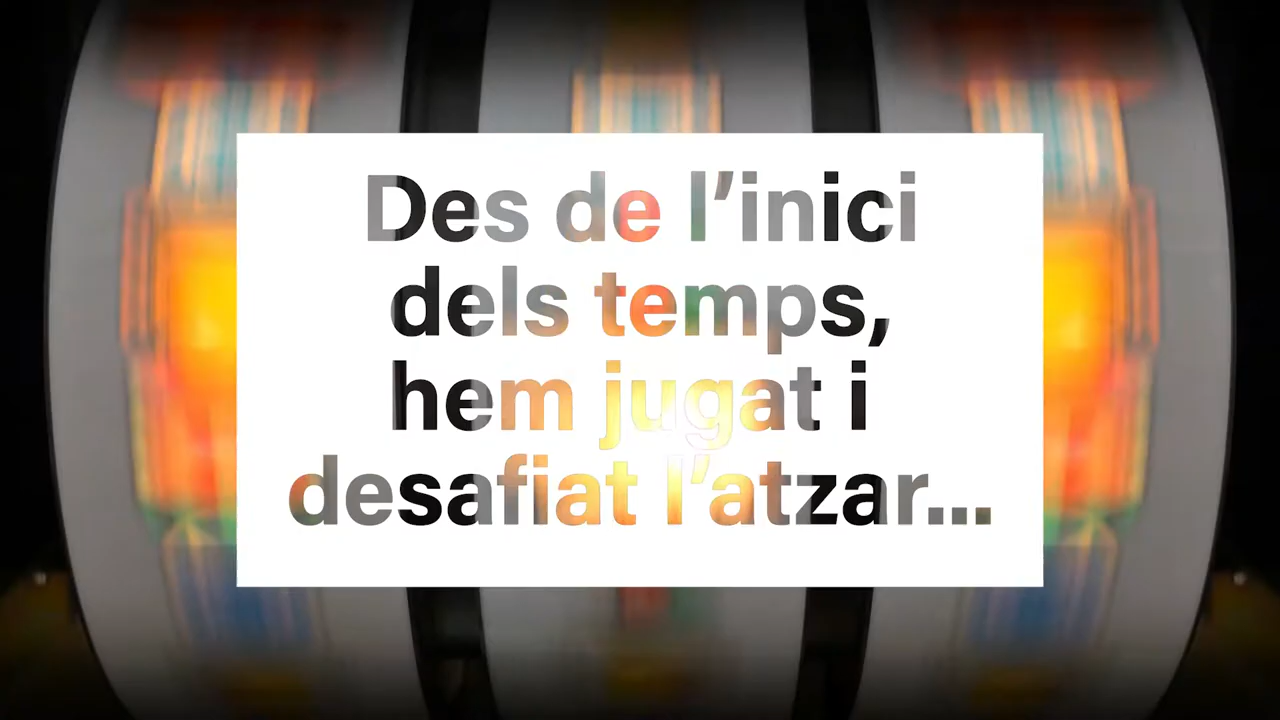 Des de l’inici
dels temps,
hem jugat i
desafiat l’atzar...